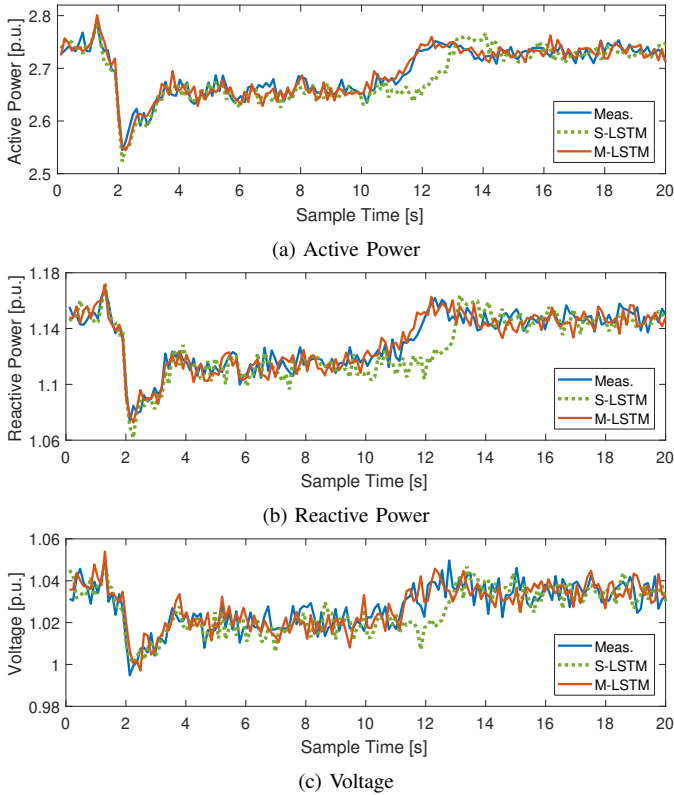 2.8
2.7
2.6
2.5
Active Power [p.u.]
Meas.
S-LSTM
M-LSTM
0 2 4 6 8 10 12 14 16 18 20
Sample Time [s]
(a) Active Power
1.18
1.14
1.1
1.06
Reactive Power [p.u.]
Meas.
S-LSTM
M-LSTM
0 2 4 6 8 10 12 14 16 18 20
Sample Time [s]
(b) Reactive Power
1.06
1.04
1.02
1
0.98
Voltage [p.u.]
Meas.
S-LSTM
M-LSTM
0 2 4 6 8 10 12 14 16 18 20
Sample Time [s]
(c) Voltage